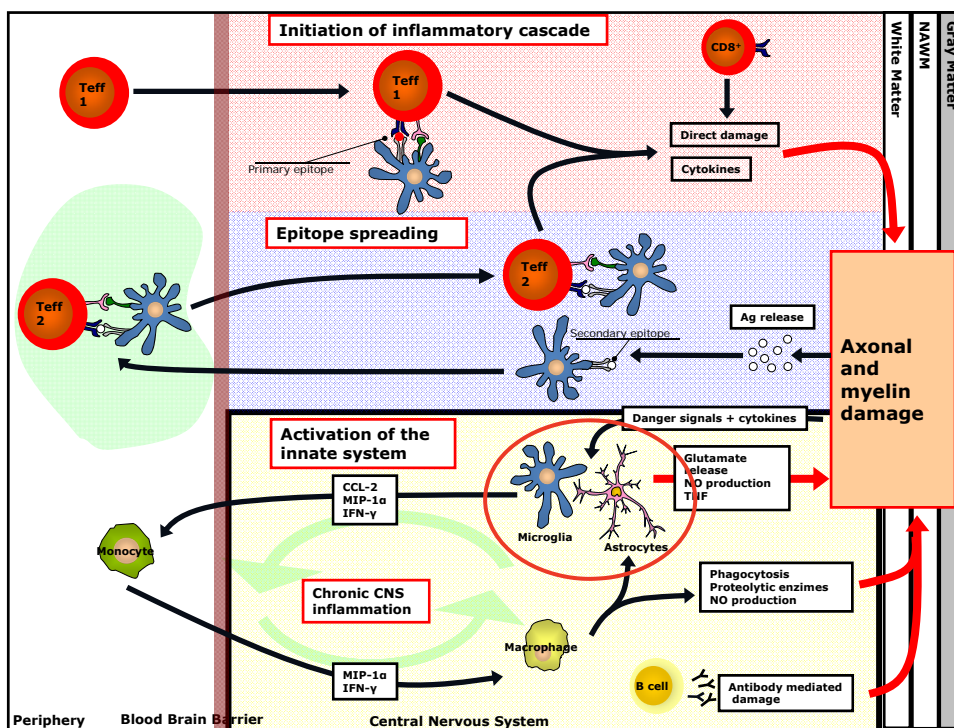 Initiation of inflammatory cascade
CD8+
Teff
1
Teff
1
White Matter
NAWM
Gray Matter
Direct damage
Primary epitope
Cytokines
Epitope spreading
Teff
2
Teff
2
Ag release
Secondary epitope
Axonal
and
myelin
damage
Danger signals + cytokines
Activation of the
innate system
Glutamate
release
NO production
TNF
CCL-2
MIP-1α
IFN-γ
Microglia
Astrocytes
Monocyte
Phagocytosis
Proteolytic enzimes
NO production
Chronic CNS
inflammation
Macrophage
MIP-1α
IFN-γ
B cell
Antibody mediated
damage
Periphery
Blood Brain Barrier
Central Nervous System